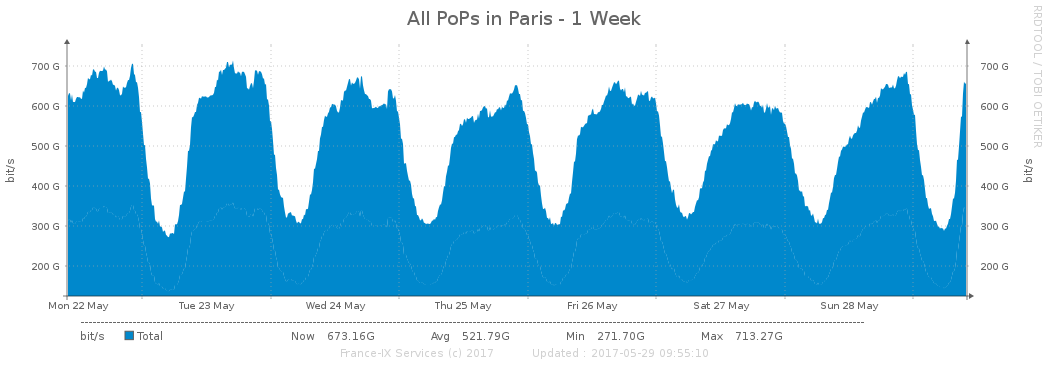 All PoPs in Paris - 1 Week
RRDTOOL / TOBI OETIKER
bit/s
bit/s
700 G 700 G
600 G 600 G
500 G 500 G
400 G 400 G
300 G 300 G
200 G 200 G
Mon 22 May Tue 23 May Wed 24 May Thu 25 May Fri 26 May Sat 27 May Sun 28 May
bit/s Total Now 673.16G Avg 521.79G Min 271.70G Max 713.27G
France-IX Services (c) 2017 Updated : 2017-05-29 09:55:10